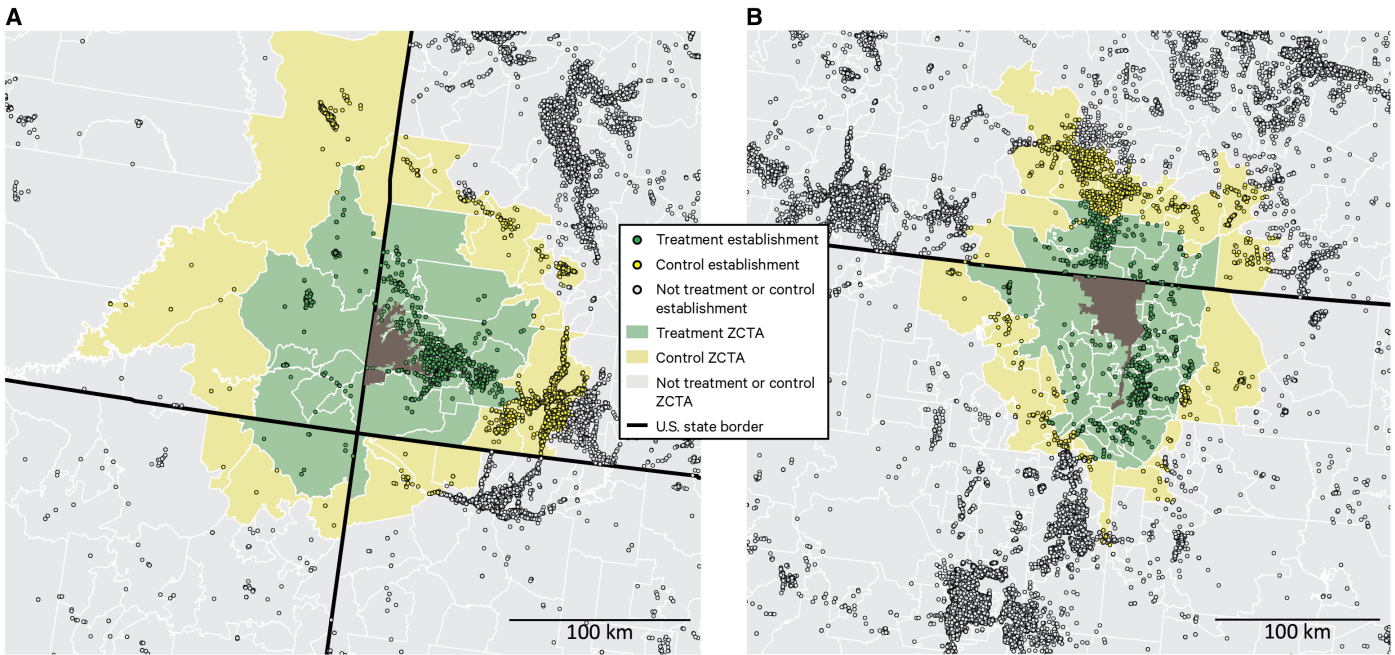 A
B
Treatment establishment
Control establishment
Not treatment or control
establishment
Treatment ZCTA
Control ZCTA
Not treatment or control
ZCTA
U.S. state border
100 km
100 km